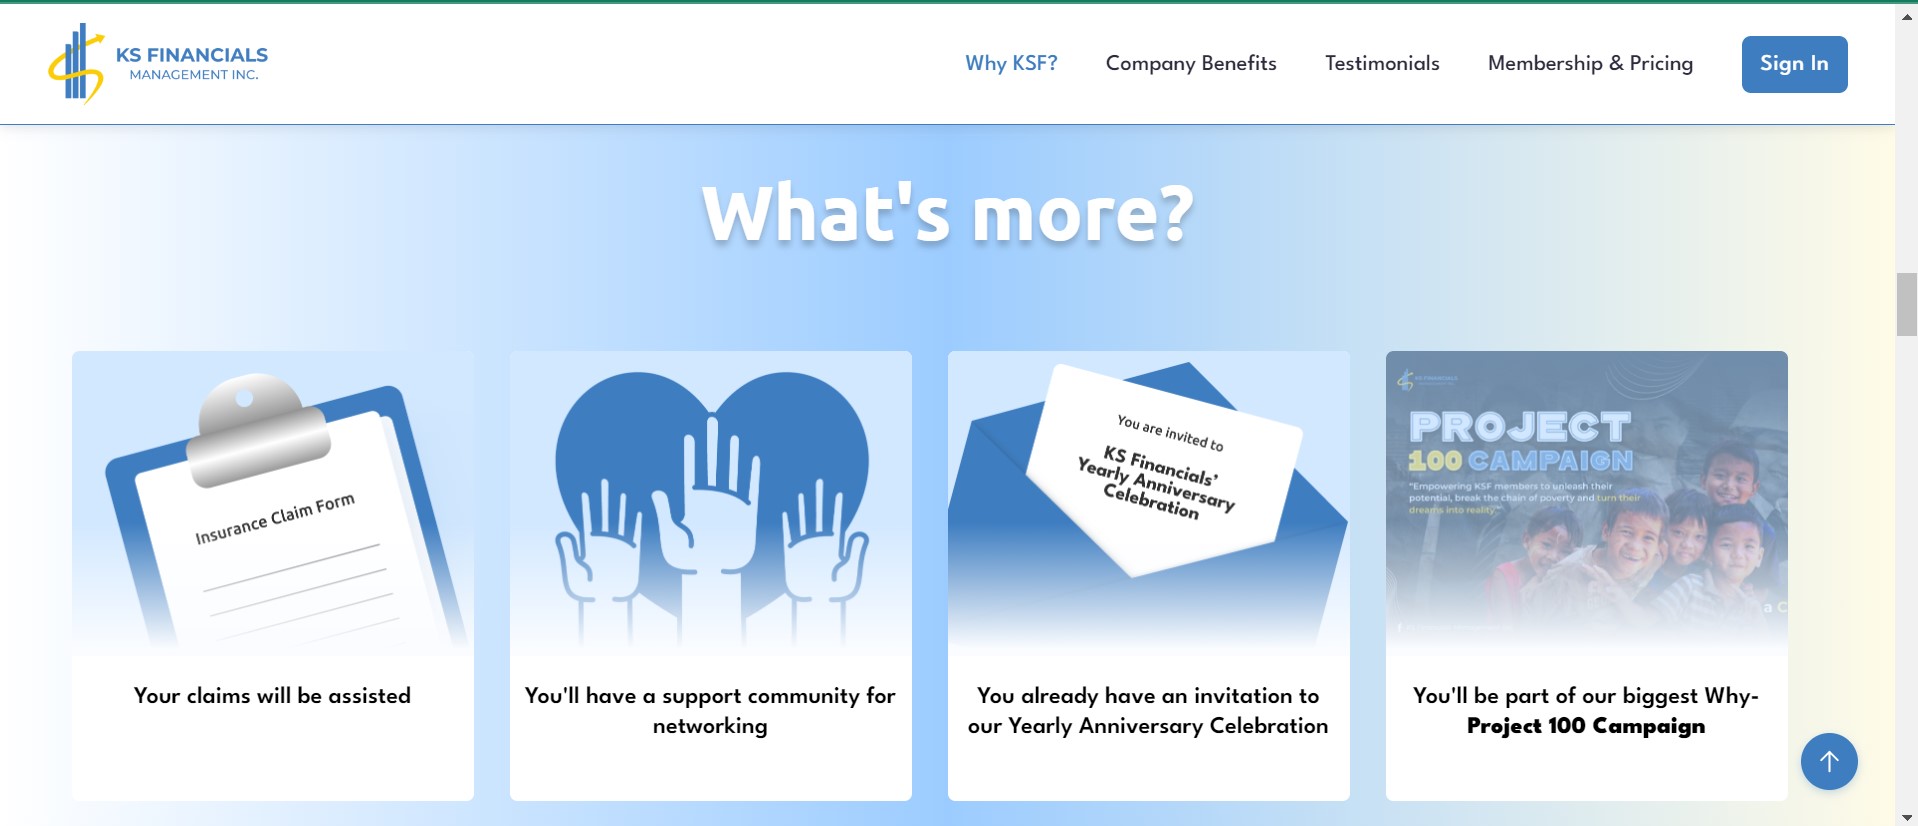 KS FINANCIALS
MANAGEMENT INC.
Why KSF?
Company Benefits
Testimonials
Membership & Pricing
Sign In
What's more?
Insurance Claim Form
Your claims will be assisted
You'll have a support community for
networking
You are invited to
KS Financials'
Yearly Anniversary
Celebration
You already have an invitation to
our Yearly Anniversary Celebration
KS FINANCIALS
PROJECT
100 CAMPAIGN
"Empowering KSF members to unleash their
potential, break the chain of poverty and turn their
dreams into reality."
a C
You'll be part of our biggest Why-
Project 100 Campaign